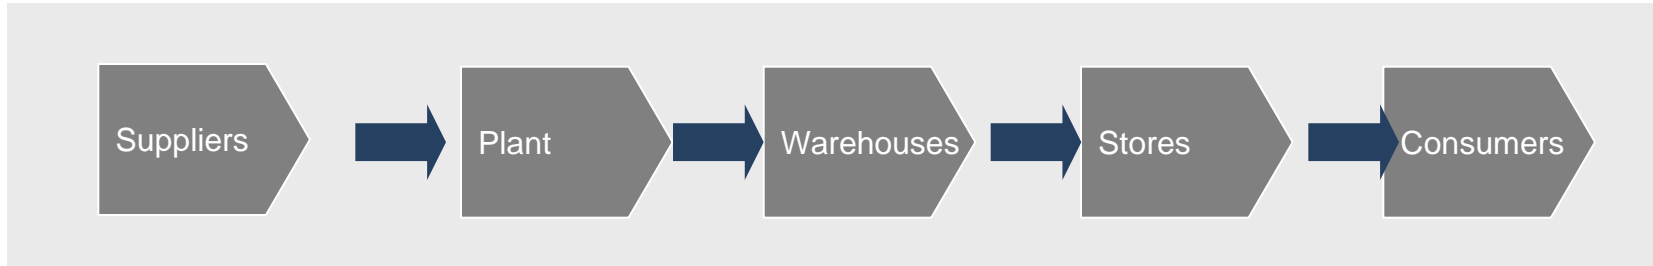 Suppliers
Plant
Warehouses
Stores
Consumers